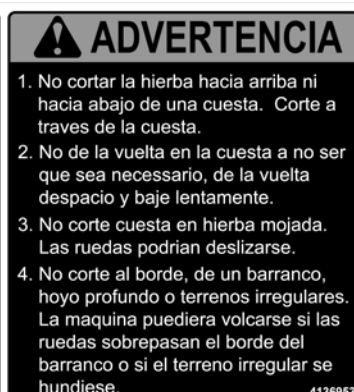 ADVERTENCIA
1. No cortar la hierba hacia arriba ni
hacia abajo de una cuesta. Corte a
traves de la cuesta.
2. No de la vuelta en la cuesta a no ser
que sea necessario, de la vuelta
despacio y baje lentamente.
3. No corte cuesta en hierba mojada.
Las ruedas podrian deslizarse.
4. No corte al borde, de un barranco,
hoyo profundo o terrenos irregulares.
La maquina puediera volcarse si las
ruedas sobrepasan el borde del
barranco o si el terreno irregular se
hundiese.
4136953